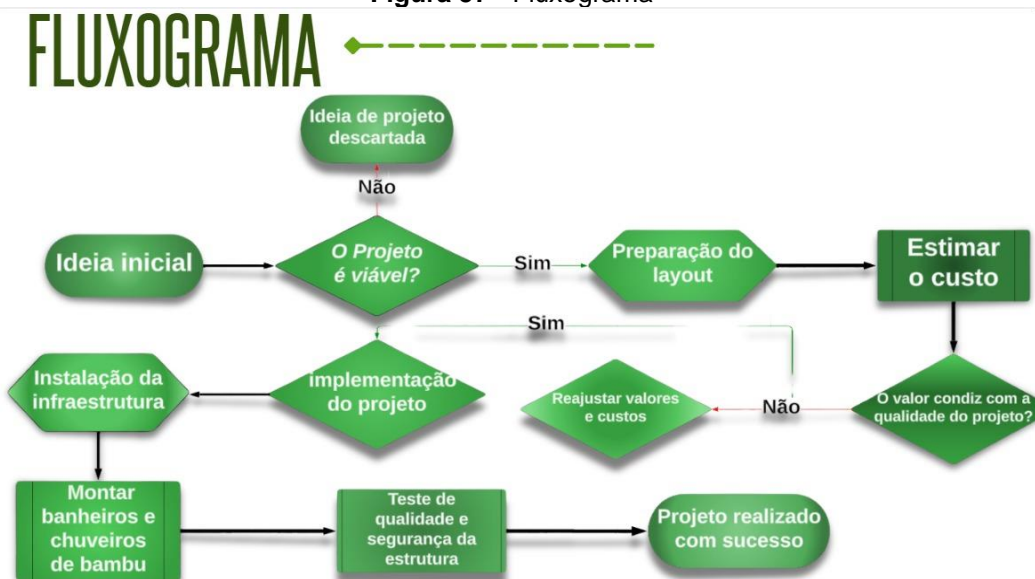 FLUXOGRAMA
Ideia de projeto
descartada
Não
Ideia inicial
O Projeto
é viável?
Sim
Preparação do
layout
Estimar
o custo
Sim
Instalação da
infraestrutura
implementação
do projeto
Reajustar valores
e custos
Não
O valor condiz com a
qualidade do projeto?
Montar
banheiros e
chuveiros
de bambu
Teste de
qualidade e
segurança da
estrutura
Projeto realizado
com sucesso